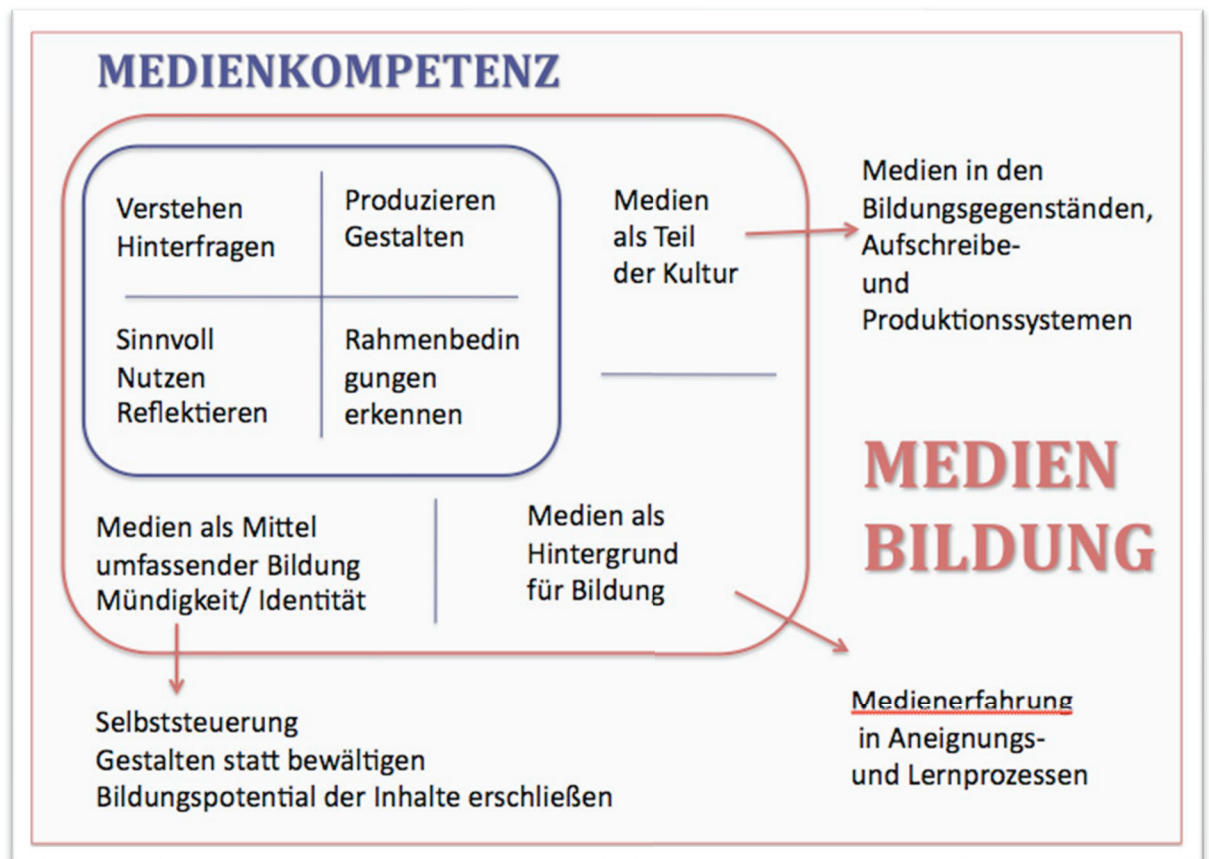 MEDIENKOMPETENZ
Verstehen
Hinterfragen
Produzieren
Gestalten
Sinnvoll
Nutzen
Reflektieren
Rahmenbedin
gungen
erkennen
Medien
als Teil
der Kultur
Medien in den
Bildungsgegenständen,
Aufschreibe-
und
Produktionssystemen
MEDIEN
BILDUNG
Medien als Mittel
umfassender Bildung
Mündigkeit/ Identität
Medien als
Hintergrund
für Bildung
Selbststeuerung
Gestalten statt bewältigen
Bildungspotential der Inhalte erschließen
Medienerfahrung
in Aneignungs-
und Lernprozessen